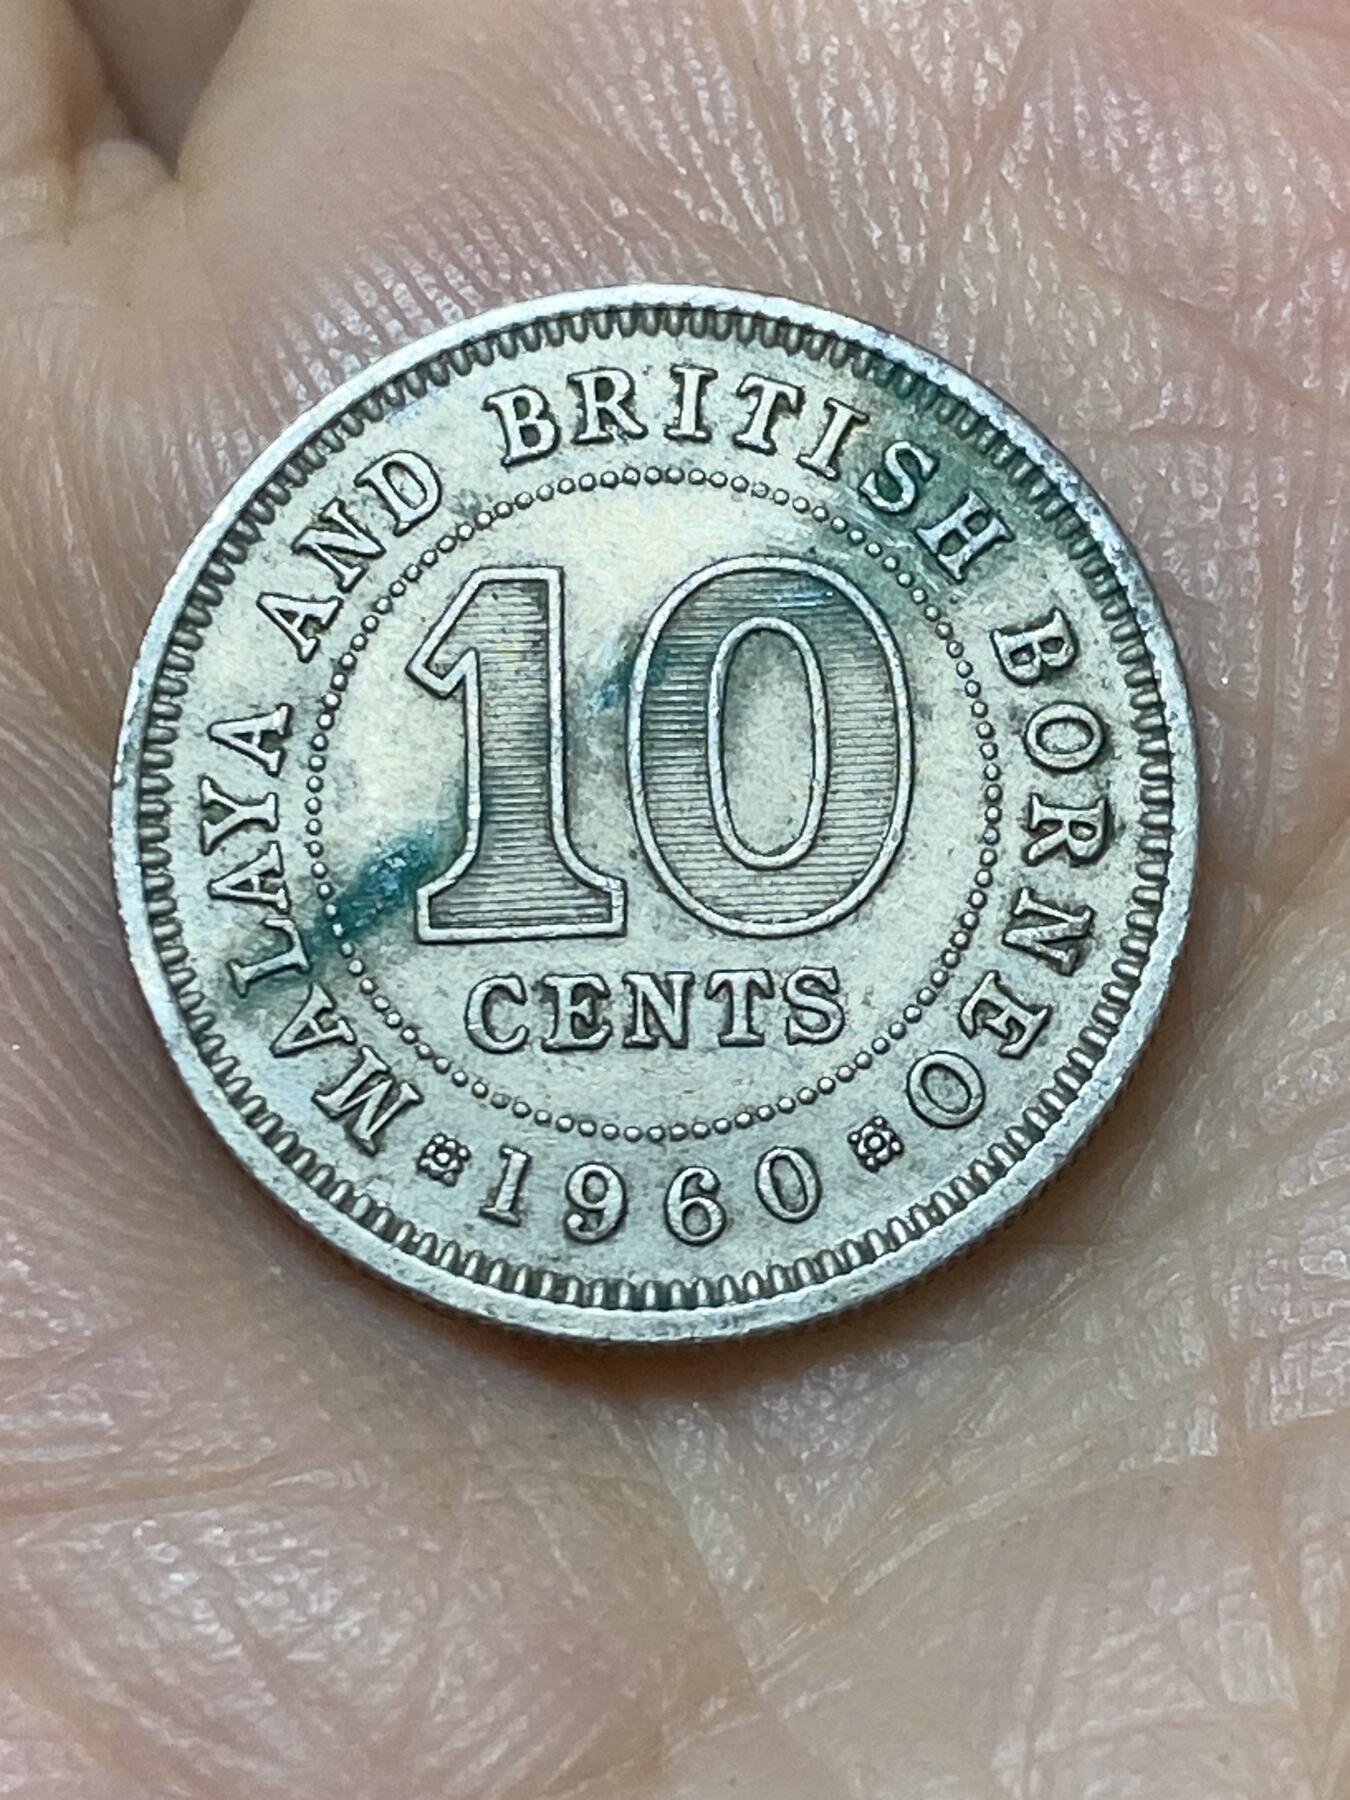 MALAYA AND BRITISH BORNEO
10
CENTS
1960